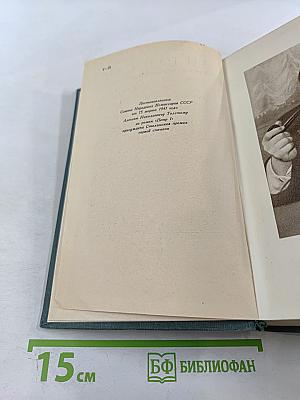 Постановлением
Совета Народных Комиссаров СССР
от 15 марта 1941 года
Алексею Николаевичу Толстому
за роман «Петр I»
присуждена Сталинская премия
первой степени
15 см
БФ БИБЛИОФАН